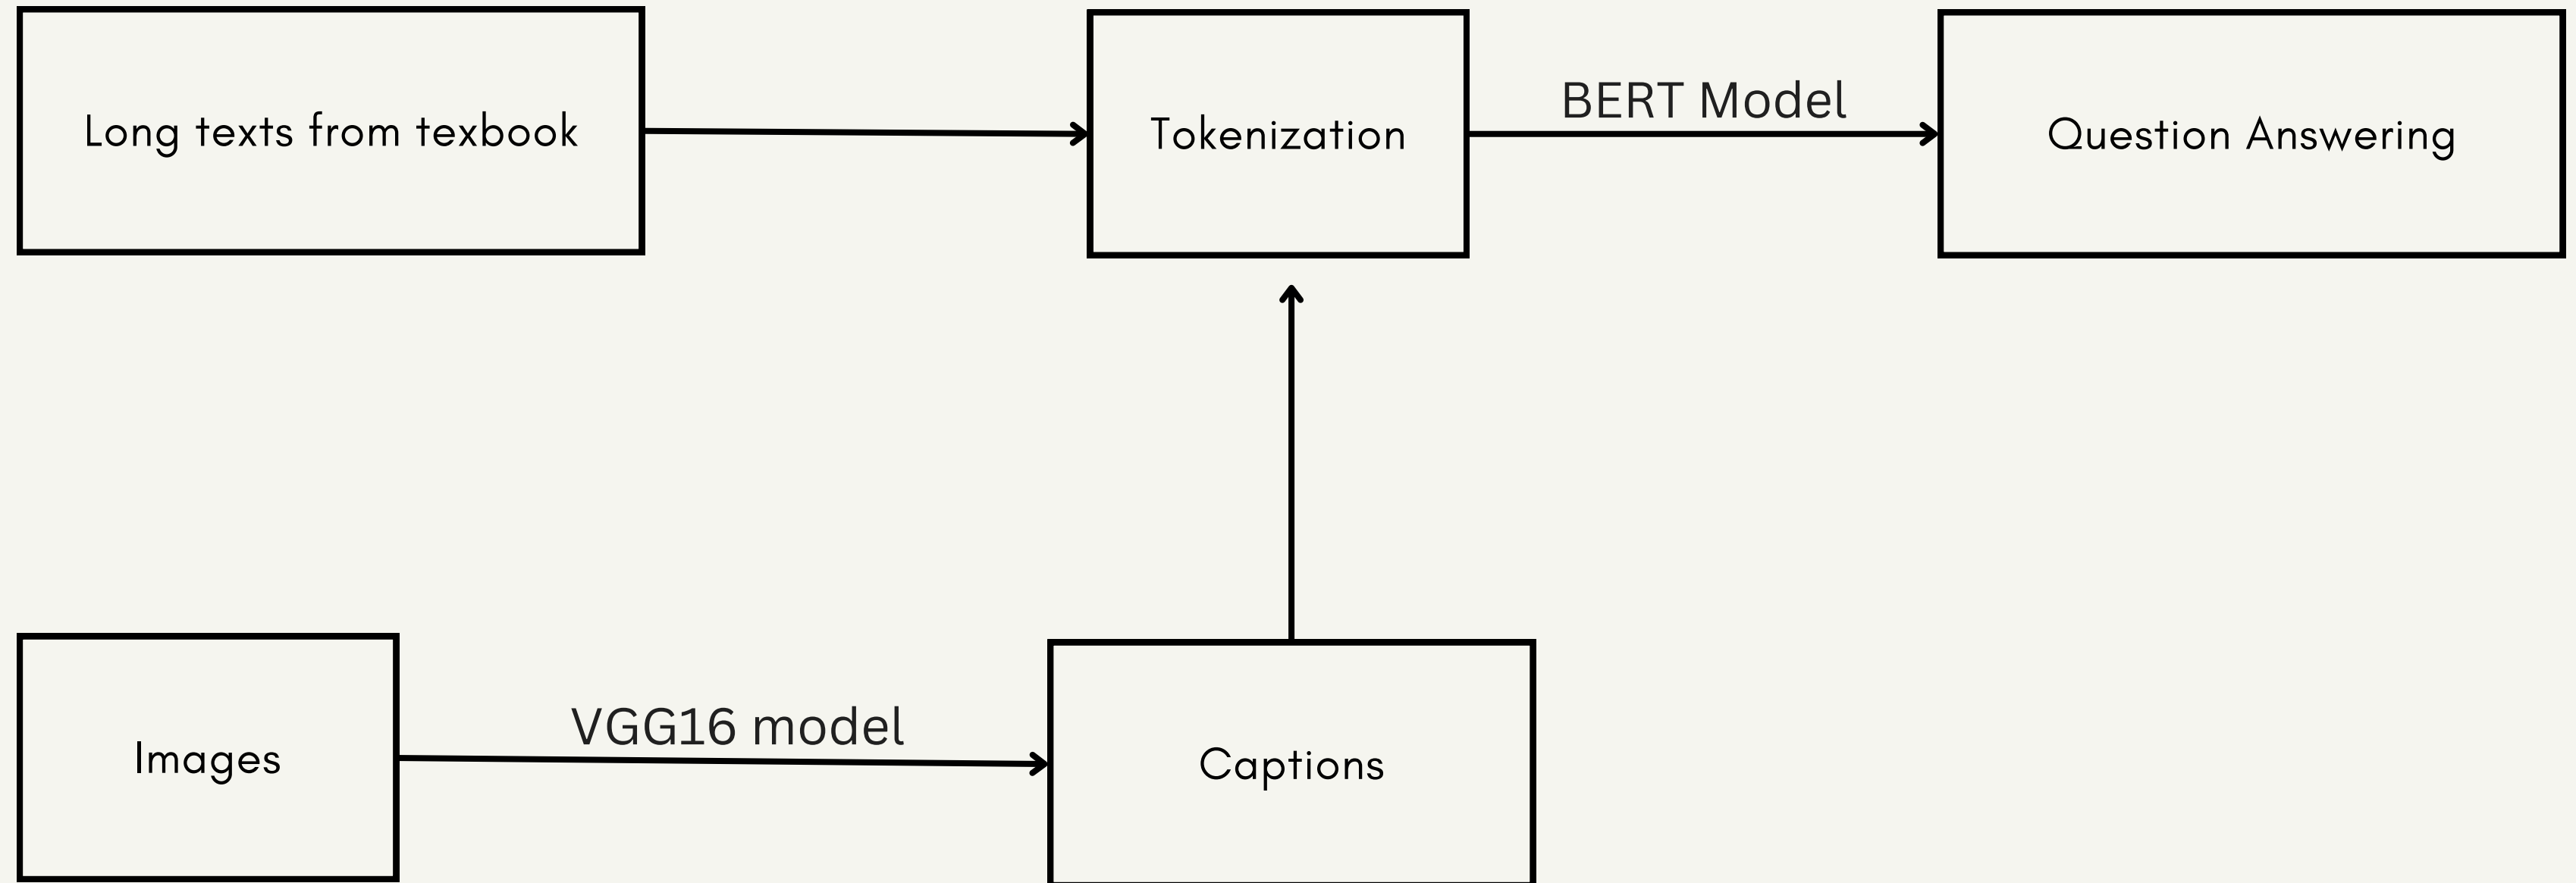 Long texts from texbook
Tokenization
BERT Model
Question Answering
Images
VGG16 model
Captions